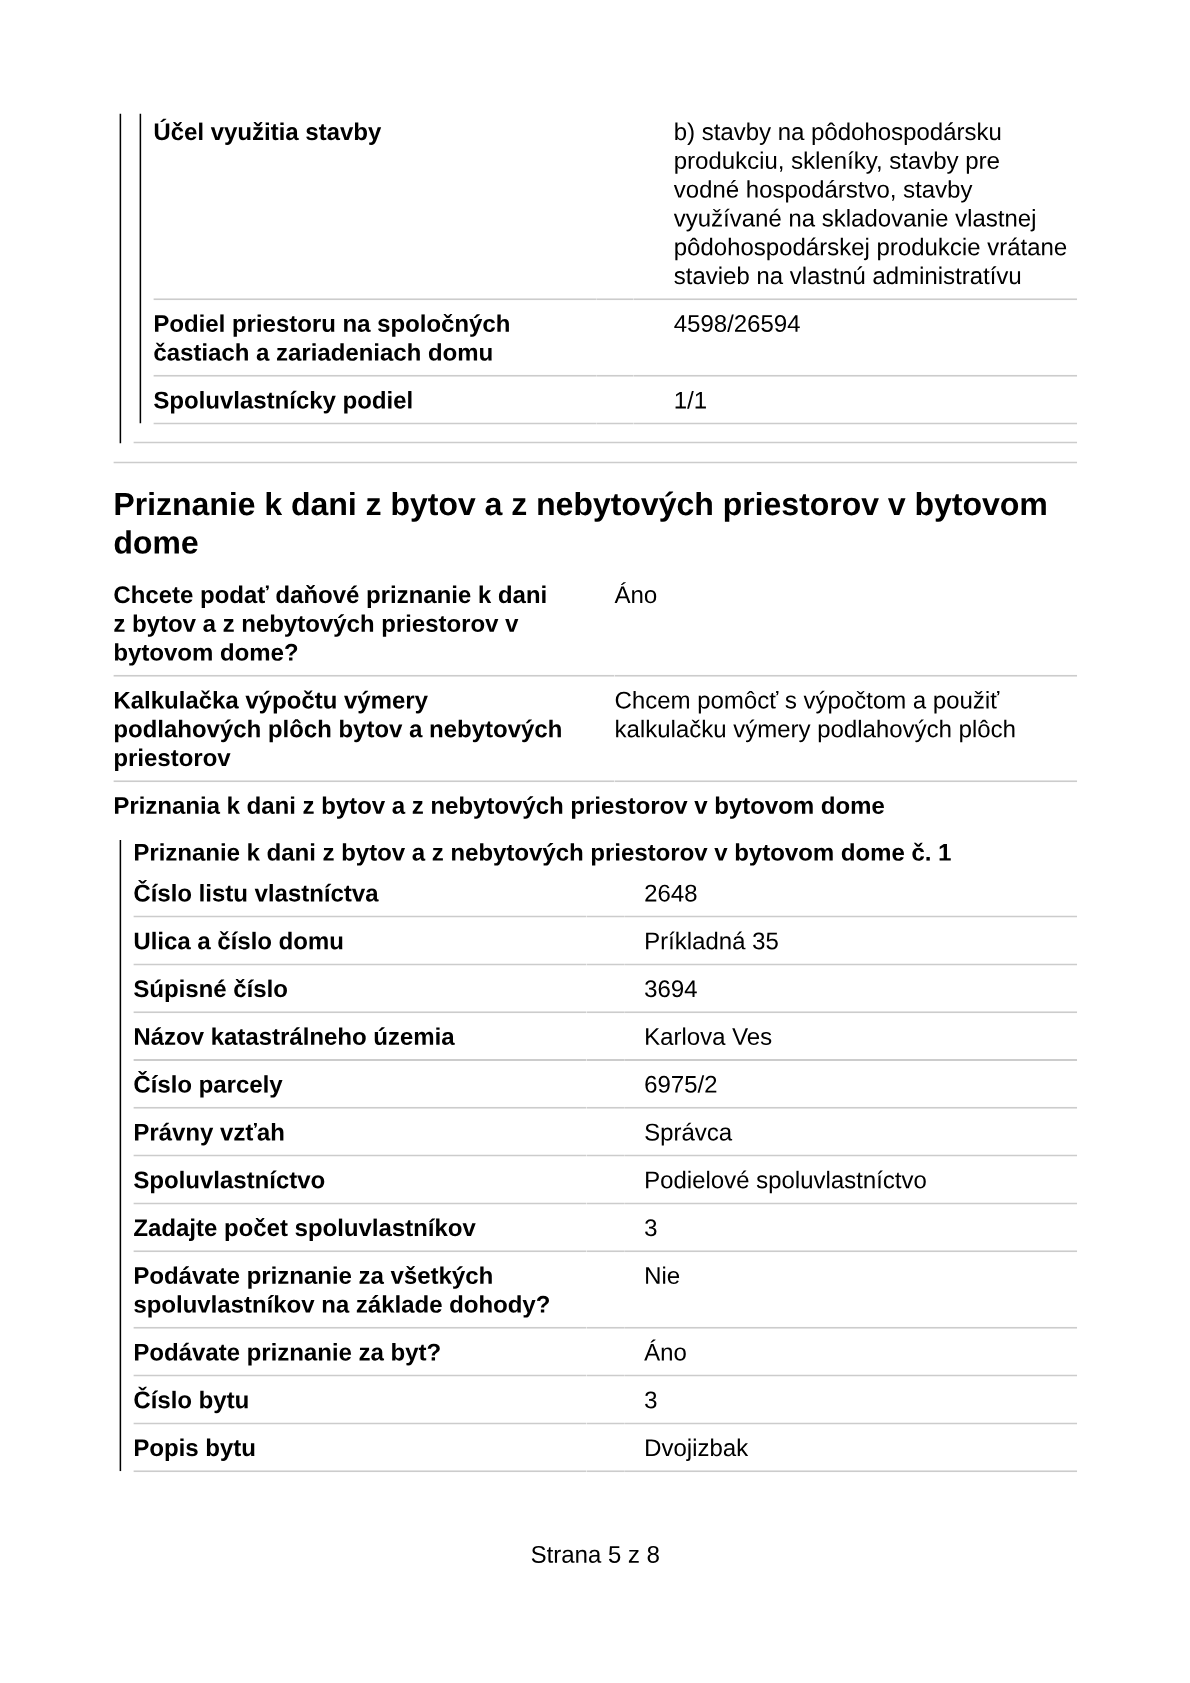 Účel využitia stavby
b) stavby na pôdohospodársku
produkciu, skleníky, stavby pre
vodné hospodárstvo, stavby
využívané na skladovanie vlastnej
pôdohospodárskej produkcie vrátane
stavieb na vlastnú administratívu
Podiel priestoru na spoločných
častiach a zariadeniach domu
4598/26594
Spoluvlastnícky podiel
1/1
Priznanie k dani z bytov a z nebytových priestorov v bytovom
dome
Chcete podať daňové priznanie k dani
z bytov a z nebytových priestorov v
bytovom dome?
Áno
Kalkulačka výpočtu výmery
podlahových plôch bytov a nebytových
priestorov
Chcem pomôcť s výpočtom a použiť
kalkulačku výmery podlahových plôch
Priznania k dani z bytov a z nebytových priestorov v bytovom dome
Priznanie k dani z bytov a z nebytových priestorov v bytovom dome č. 1
Číslo listu vlastníctva
2648
Ulica a číslo domu
Príkladná 35
Súpisné číslo
3694
Názov katastrálneho územia
Karlova Ves
Číslo parcely
6975/2
Právny vzťah
Správca
Spoluvlastníctvo
Podielové spoluvlastníctvo
Zadajte počet spoluvlastníkov
3
Podávate priznanie za všetkých
spoluvlastníkov na základe dohody?
Nie
Podávate priznanie za byt?
Áno
Číslo bytu
3
Popis bytu
Dvojizbak
Strana 5 z 8